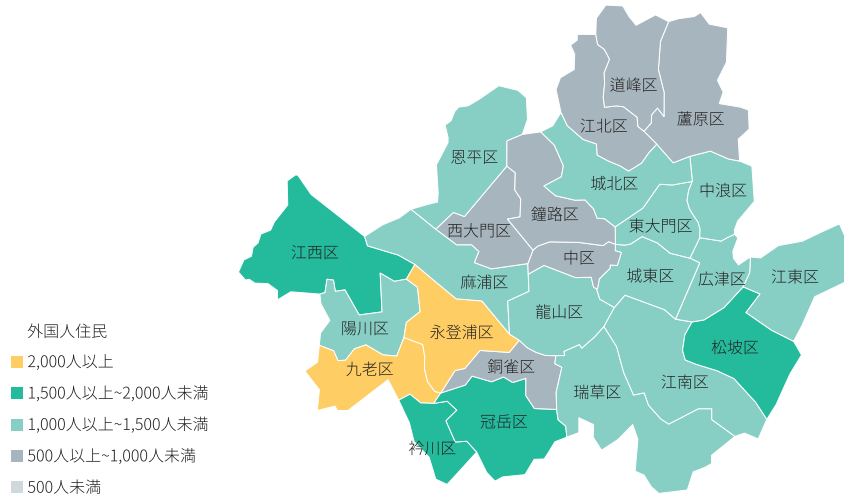 道峰区
江北区
蘆原区
恩平区
城北区
中浪区
鐘路区
西大門区
東大門区
江西区
中区
麻浦区
城東区
広津区
江東区
龍山区
陽川区
永登浦区
松坡区
九老区
銅雀区
江南区
瑞草区
冠岳区
衿川区
外国人住民
2,000人以上
1,500人以上~2,000人未満
1,000人以上~1,500人未満
500人以上~1,000人未満
500人未満